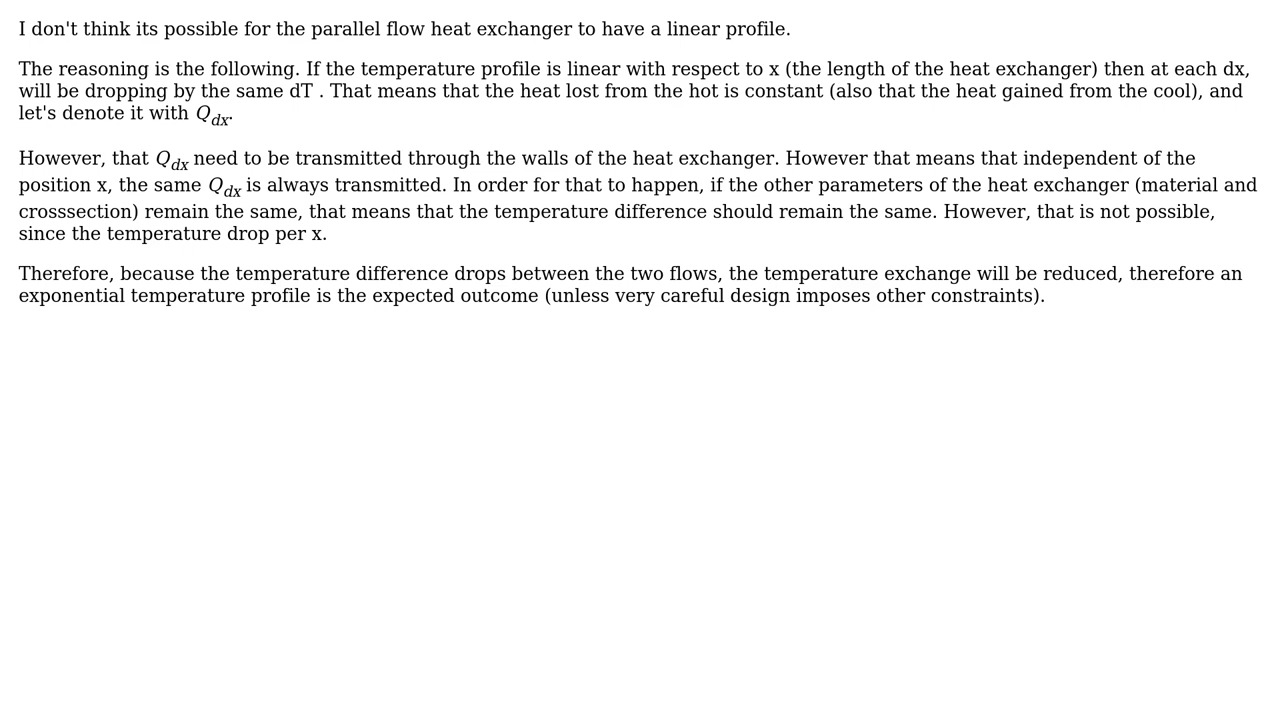 I don't think its possible for the parallel flow heat exchanger to have a linear profile.
The reasoning is the following. If the temperature profile is linear with respect to x (the length of the heat exchanger) then at each dx,
will be dropping by the same dT . That means that the heat lost from the hot is constant (also that the heat gained from the cool), and
let's denote it with Q_{dx}.
However, that Q_{dx} need to be transmitted through the walls of the heat exchanger. However that means that independent of the
position x, the same Q_{dx} is always transmitted. In order for that to happen, if the other parameters of the heat exchanger (material and
crosssection) remain the same, that means that the temperature difference should remain the same. However, that is not possible,
since the temperature drop per x.
Therefore, because the temperature difference drops between the two flows, the temperature exchange will be reduced, therefore an
exponential temperature profile is the expected outcome (unless very careful design imposes other constraints).